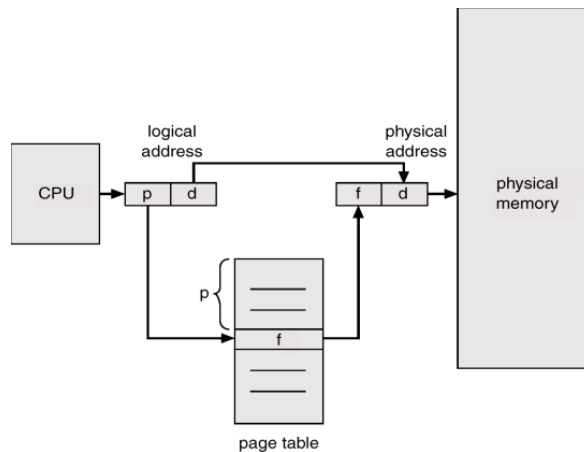 logical
address
physical
address
CPU
p
d
f
d
physical
memory
p
f
page table